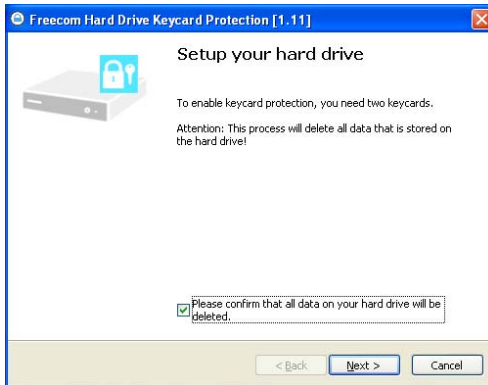 Freecom Hard Drive Keycard Protection [1.11]
Setup your hard drive
To enable keycard protection, you need two keycards.
Attention: This process will delete all data that is stored on
the hard drive!
Please confirm that all data on your hard drive will be
deleted.
< Back Next > Cancel